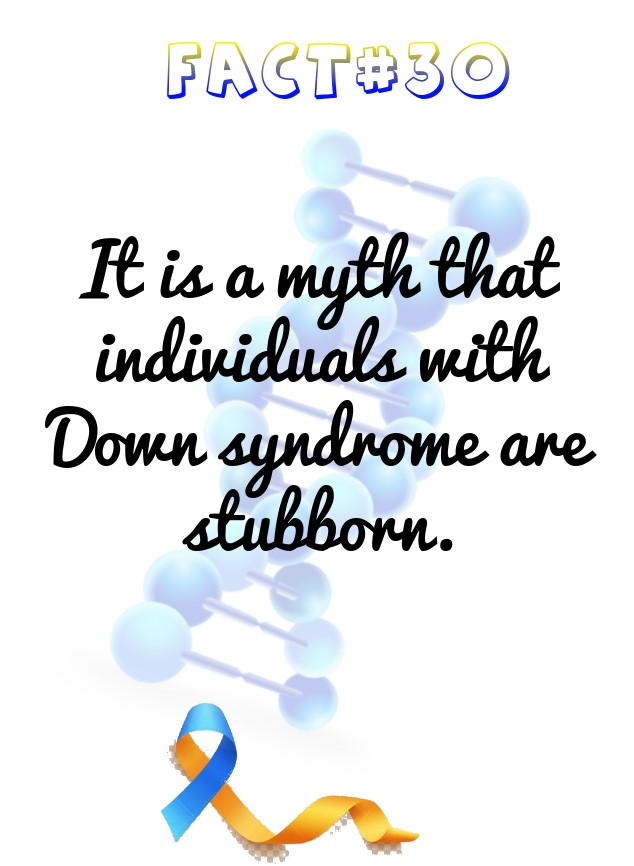 FACT#30
It is a myth that
individuals with
Down syndrome are
stubborn.